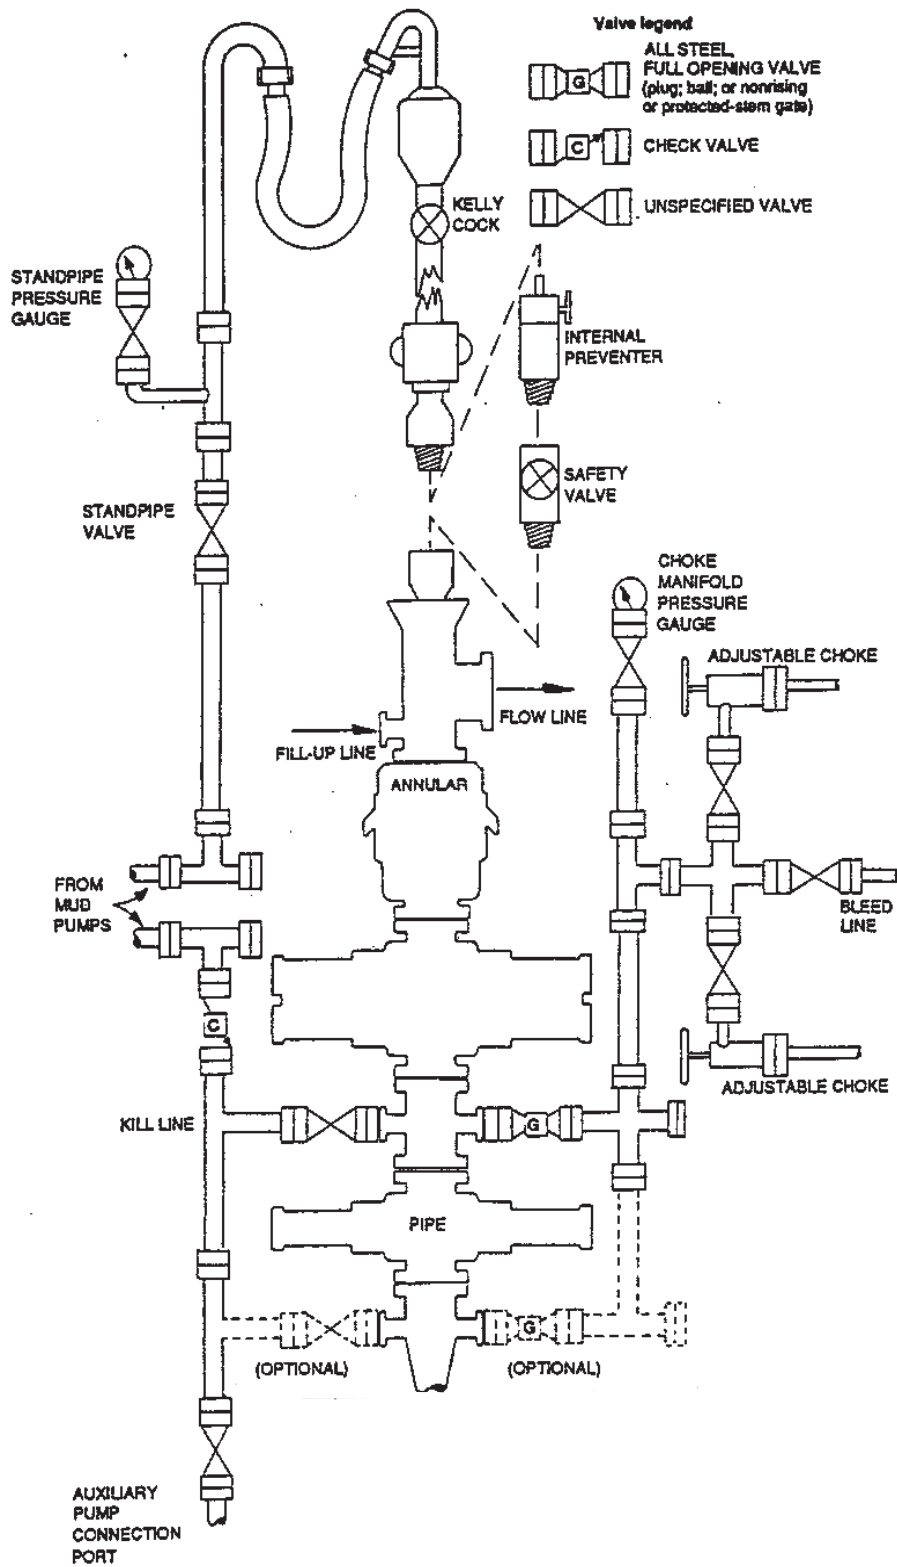 Valve legend
ALL STEEL,
FULL OPENING VALVE
(plug; ball; or nonrising
or protected-stem gate)
G
C
CHECK VALVE
UNSPECIFIED VALVE
KELLY
COCK
STANDPIPE
PRESSURE
GAUGE
INTERNAL
PREVENTER
SAFETY
VALVE
STANDPIPE
VALVE
CHOKE
MANIFOLD
PRESSURE
GAUGE
ADJUSTABLE CHOKE
FLOW LINE
FILL-UP LINE
ANNULAR
FROM
MUD
PUMPS
BLEED
LINE
C
ADJUSTABLE CHOKE
KILL LINE
G
PIPE
G
(OPTIONAL)
(OPTIONAL)
AUXILIARY
PUMP
CONNECTION
PORT